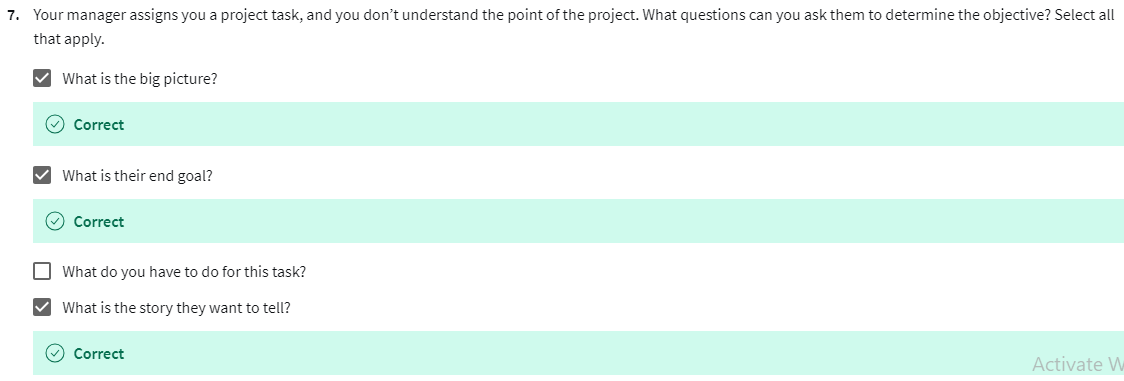 7. Your manager assigns you a project task, and you don’t understand the point of the project. What questions can you ask them to determine the objective? Select all
that apply.
What is the big picture?
Correct
What is their end goal?
Correct
What do you have to do for this task?
What is the story they want to tell?
Correct
Activate W